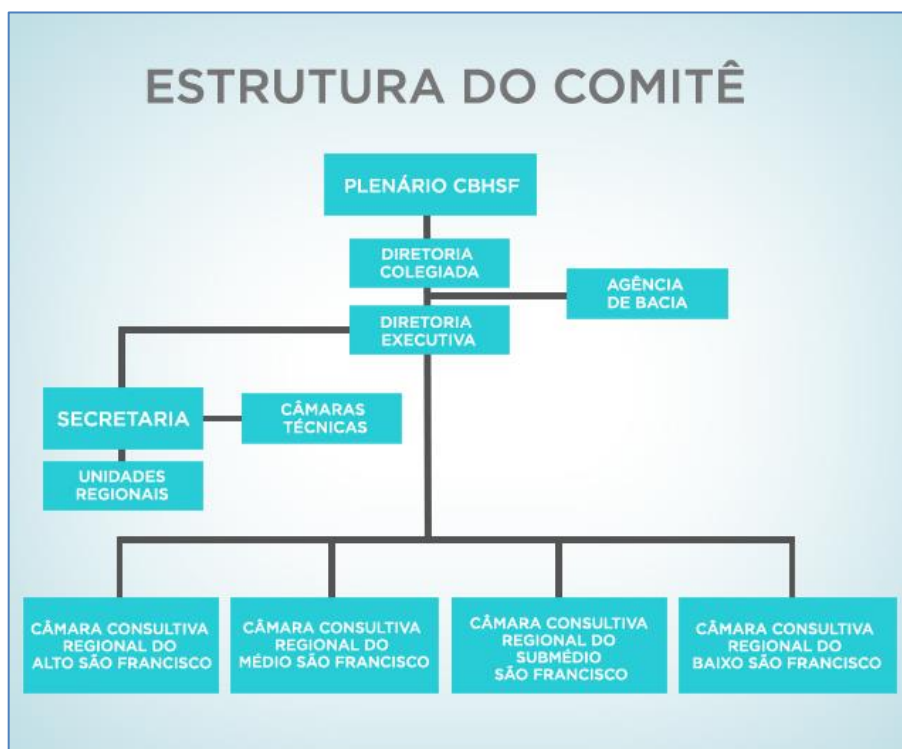 ESTRUTURA DO COMITÊ
PLENÁRIO CBHSF
DIRETORIA
COLEGIADA
AGÊNCIA
DE BACIA
DIRETORIA
EXECUTIVA
SECRETARIA
CÂMARAS
TÉCNICAS
UNIDADES
REGIONAIS
CÂMARA CONSULTIVA
REGIONAL DO
ALTO SÃO FRANCISCO
CÂMARA CONSULTIVA
REGIONAL DO
MÉDIO SÃO FRANCISCO
CÂMARA CONSULTIVA
REGIONAL DO
SUBMÉDIO
SÃO FRANCISCO
CÂMARA CONSULTIVA
REGIONAL DO
BAIXO SÃO FRANCISCO